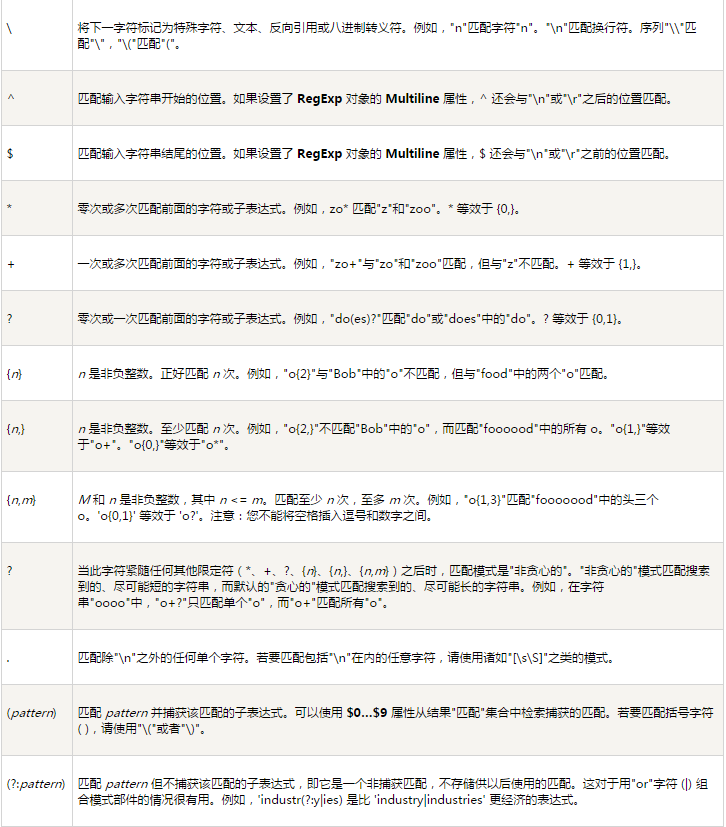 \
将下一字符标记为特殊字符、文本、反向引用或八进制转义符。例如，"n"匹配字符"n"。"\n"匹配换行符。序列"\\"匹
配"\"，"\("匹配"("。
^
匹配输入字符串开始的位置。如果设置了 RegExp 对象的 Multiline 属性，^ 还会与"\n"或"\r"之后的位置匹配。
$
匹配输入字符串结尾的位置。如果设置了 RegExp 对象的 Multiline 属性，$ 还会与"\n"或"\r"之前的位置匹配。
*
零次或多次匹配前面的字符或子表达式。例如，zo* 匹配"z"和"zoo"。* 等效于 {0,}。
+
一次或多次匹配前面的字符或子表达式。例如，"zo+"与"zo"和"zoo"匹配，但与"z"不匹配。+ 等效于 {1,}。
?
零次或一次匹配前面的字符或子表达式。例如，"do(es)?"匹配"do"或"does"中的"do"。? 等效于 {0,1}。
{n}
n 是非负整数。正好匹配 n 次。例如，"o{2}"与"Bob"中的"o"不匹配，但与"food"中的两个"o"匹配。
{n,}
n 是非负整数。至少匹配 n 次。例如，"o{2,}"不匹配"Bob"中的"o"，而匹配"foooood"中的所有 o。"o{1,}"等效
于"o+"。"o{0,}"等效于"o*"。
{n,m}
M 和 n 是非负整数，其中 n <= m。匹配至少 n 次，至多 m 次。例如，"o{1,3}"匹配"fooooood"中的头三个
o。'o{0,1}' 等效于 'o?'。注意：您不能将空格插入逗号和数字之间。
?
当此字符紧随任何其他限定符（*、+、?、{n}、{n,}、{n,m}）之后时，匹配模式是"非贪心的"。"非贪心的"模式匹配搜索
到的、尽可能短的字符串，而默认的"贪心的"模式匹配搜索到的、尽可能长的字符串。例如，在字符
串"oooo"中，"o+?"只匹配单个"o"，而"o+"匹配所有"o"。
.
匹配除"\n"之外的任何单个字符。若要匹配包括"\n"在内的任意字符，请使用诸如"[\s\S]"之类的模式。
(pattern)
匹配 pattern 并捕获该匹配的子表达式。可以使用 $0…$9 属性从结果"匹配"集合中检索捕获的匹配。若要匹配括号字符
( )，请使用"\("或者"\)"。
(?:pattern)
匹配 pattern 但不捕获该匹配的子表达式，即它是一个非捕获匹配，不存储供以后使用的匹配。这对于用"or"字符 (|) 组
合模式部件的情况很有用。例如，'industr(?:y|ies) 是比 'industry|industries' 更经济的表达式。